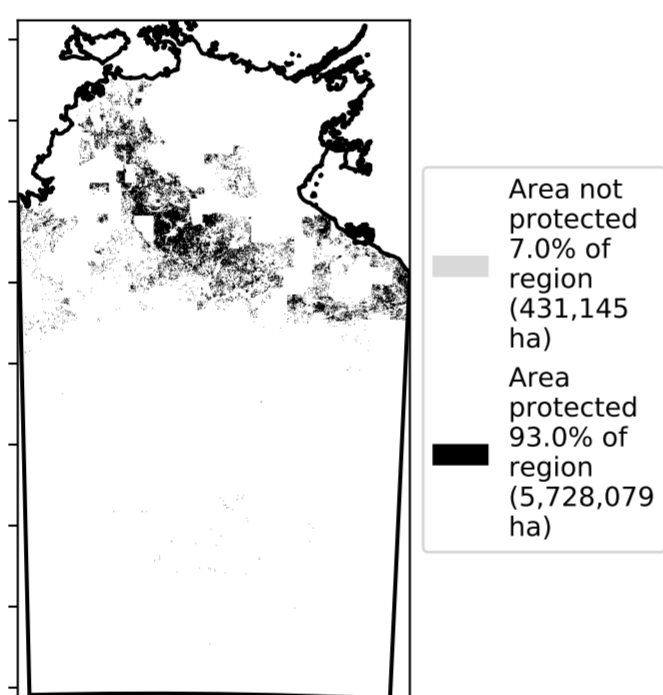 Area not
protected
7.0% of
region
(431,145
ha)
Area
protected
93.0% of
region
(5,728,079
ha)